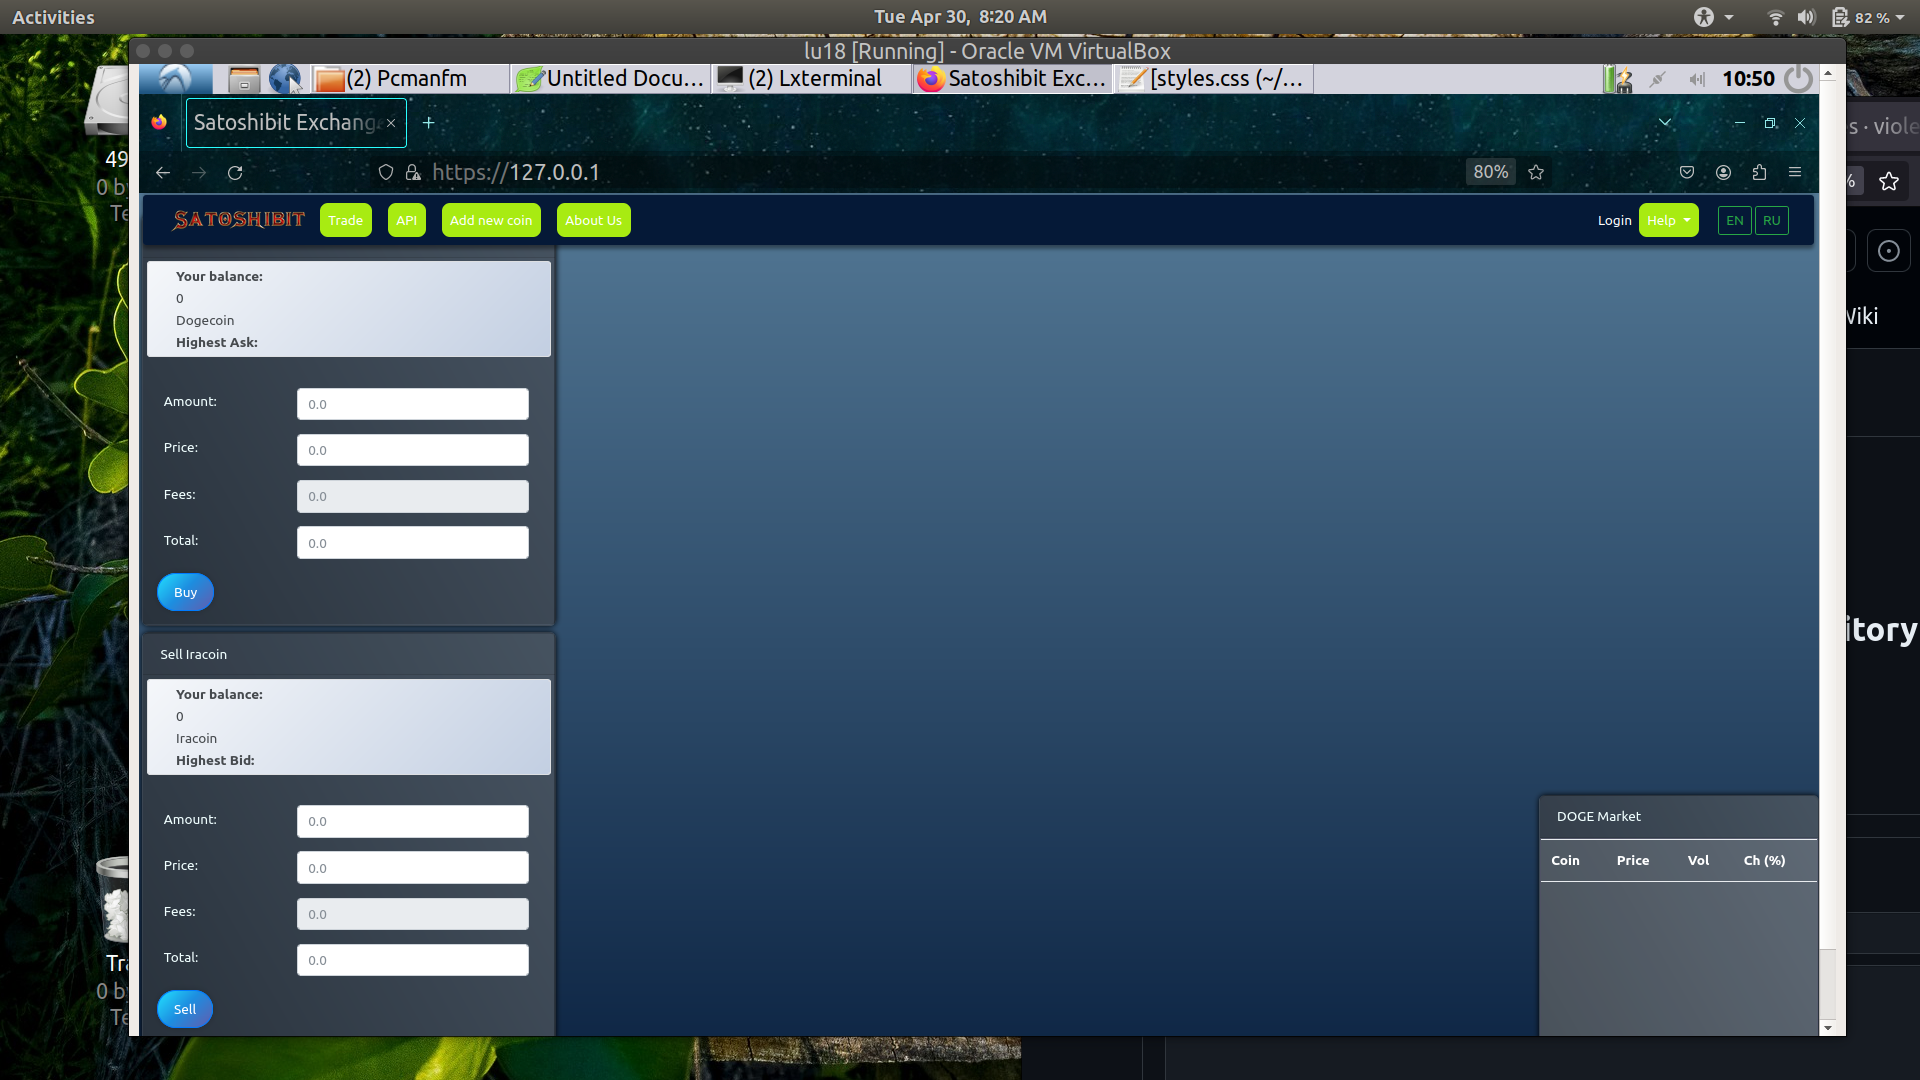 Activities
Tue Apr 30, 8:20 AM
82 %
lu18 [Running] - Oracle VM VirtualBox
(2) Pcmanfm
Untitled Docu...
(2) Lxterminal
Satoshibit Exc...
[styles.css (~/...
10:50
Satoshibit Exchang
s · viole
https://127.0.0.1
80%
%
49
0 b
Te
SATOSHIBIT
Trade
API
Add new coin
About Us
Login
Help
EN
RU
Your balance:
0
Dogecoin
Highest Ask:
Wiki
Amount:
0.0
Price:
0.0
Fees:
0.0
Total:
0.0
Buy
itory
Sell Iracoin
Your balance:
0
Iracoin
Highest Bid:
Amount:
0.0
Price:
0.0
Fees:
0.0
Total:
0.0
Sell
DOGE Market
Coin Price Vol Ch (%)
Tra
0 by
Te